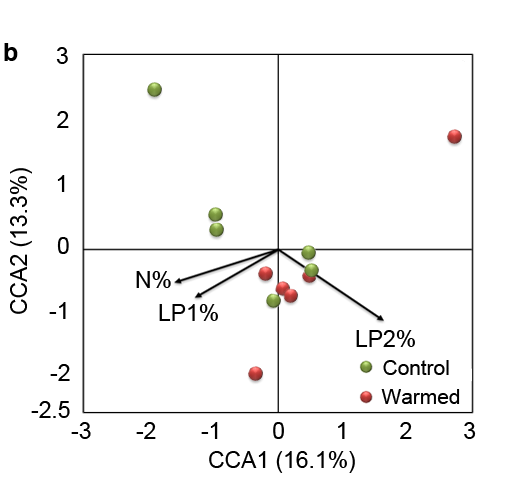 b
3
2
1
0
-1
-2
-2.5
CCA2 (13.3%)
N%
LP1%
LP2%
Control
Warmed
-3 -2 -1 0 1 2 3
CCA1 (16.1%)